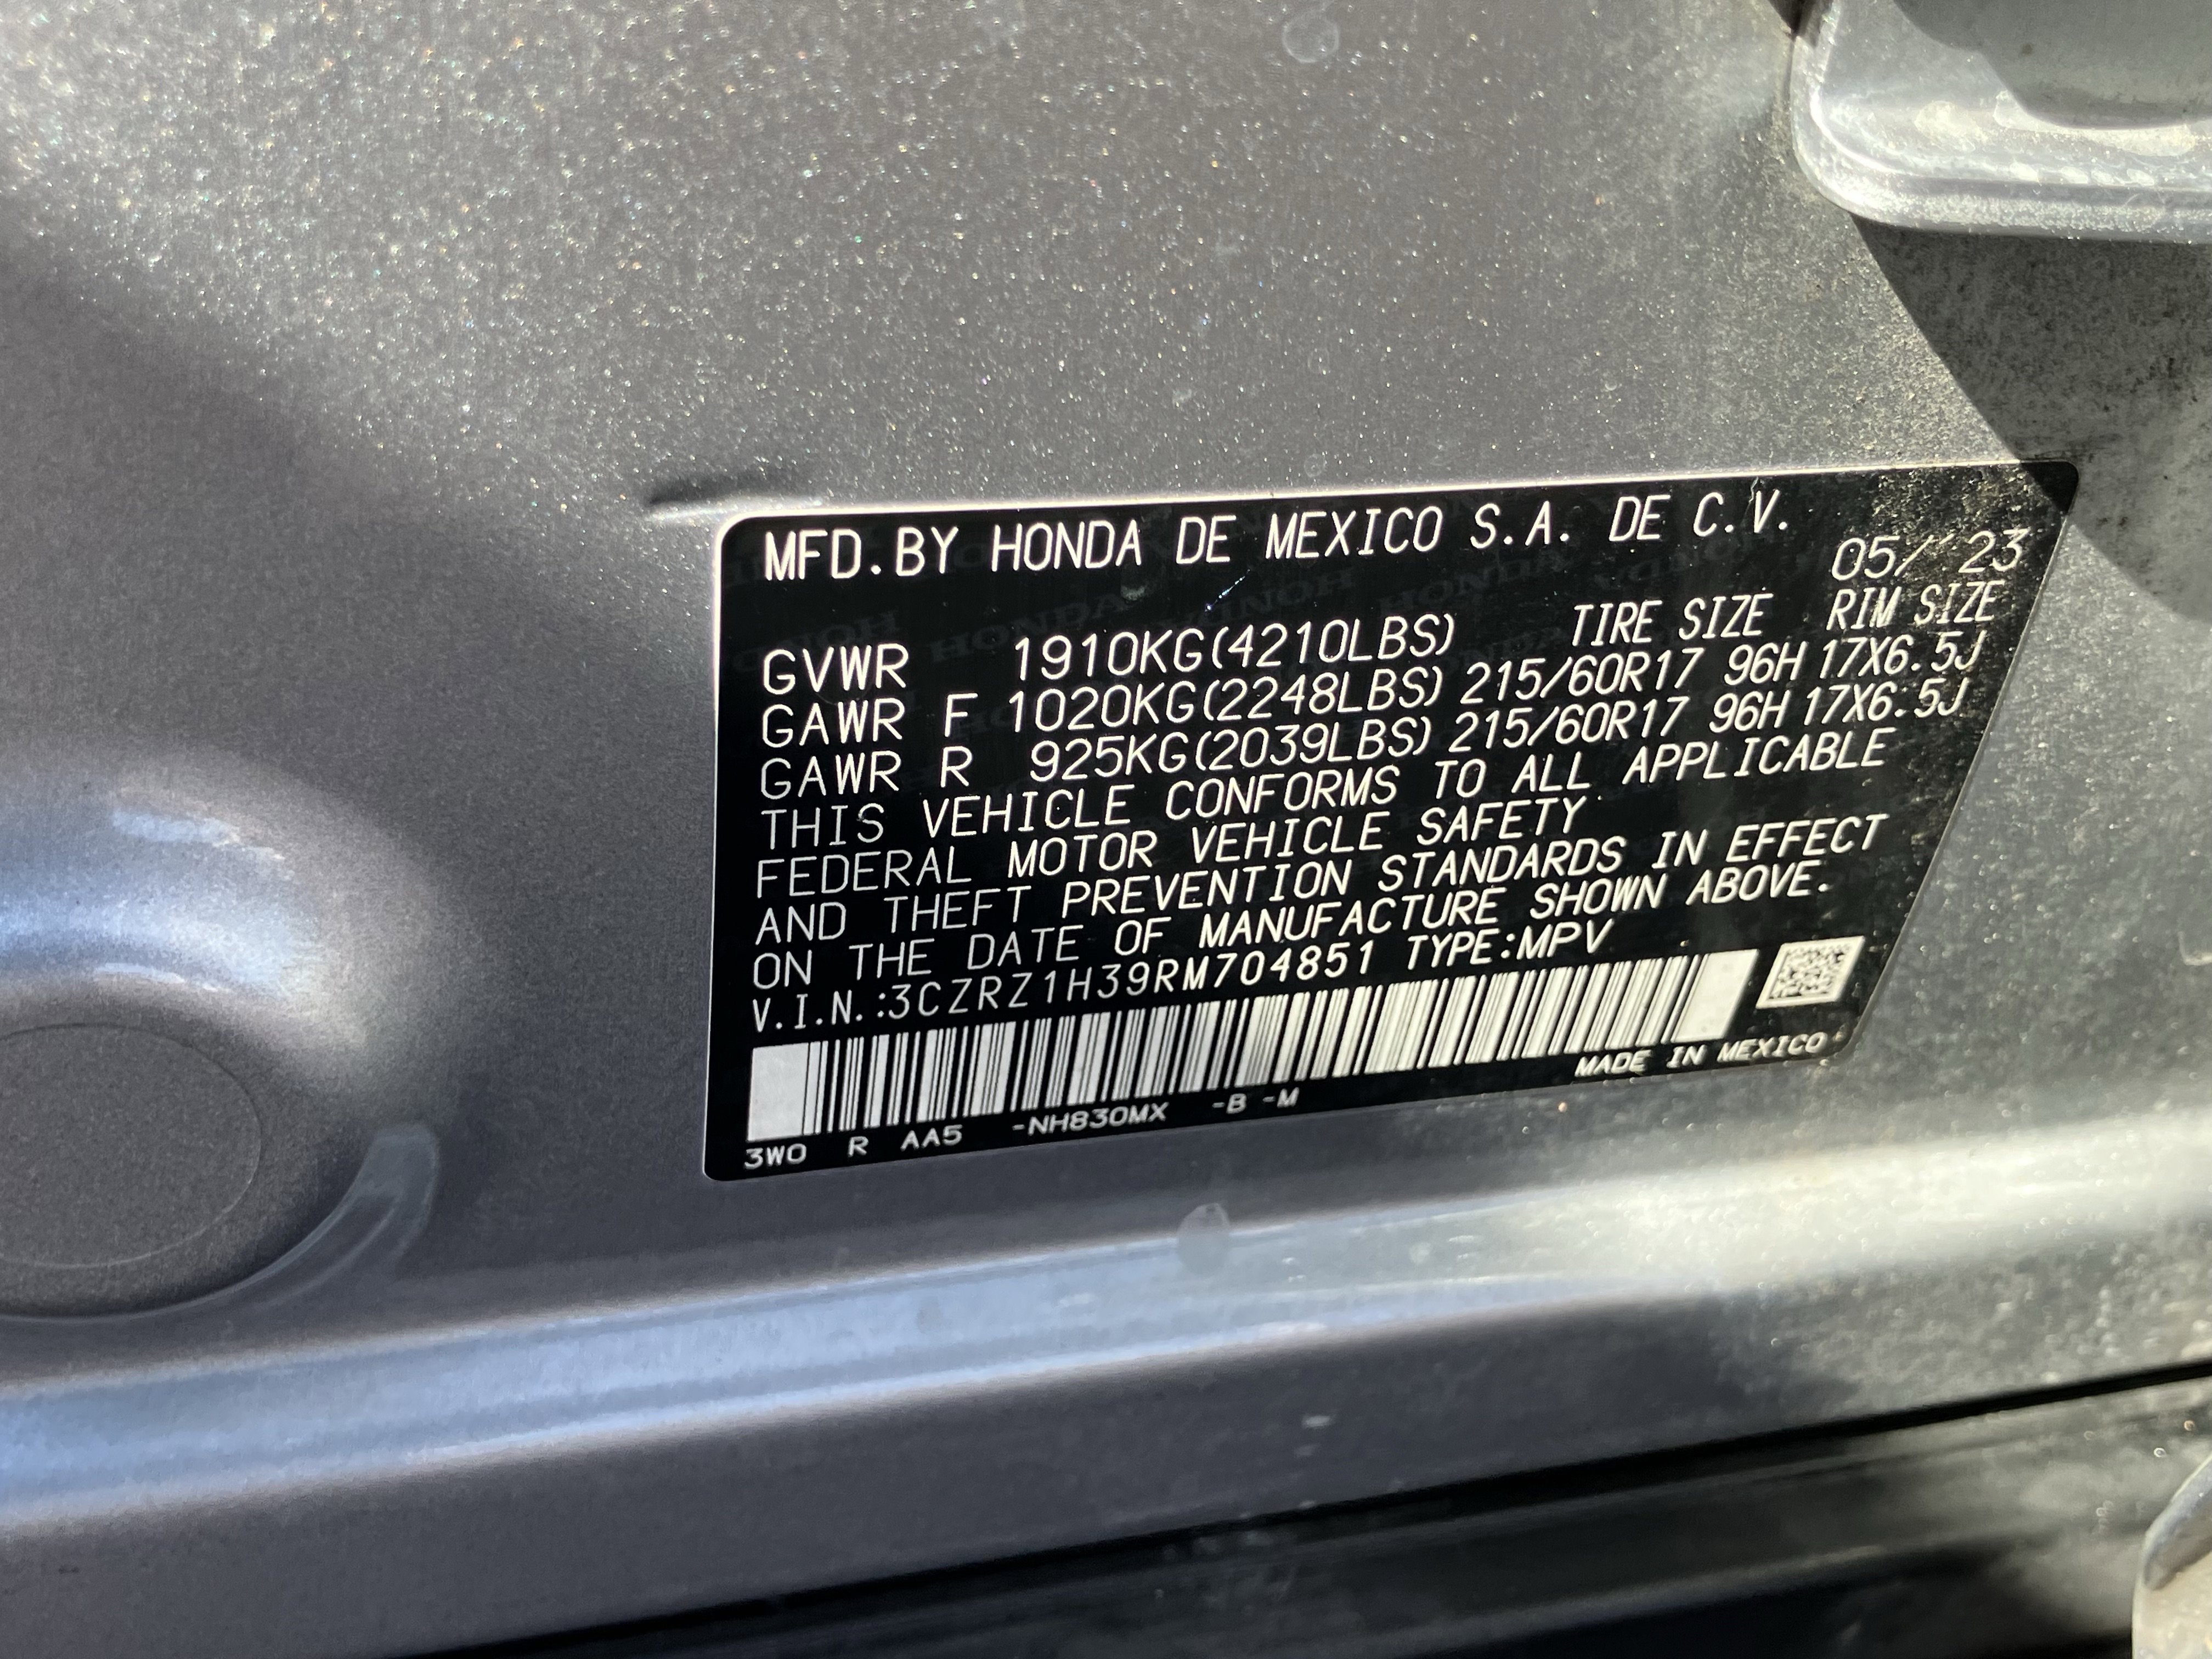 MFD.BY HONDA DE MEXICO S.A. DE C.V.
05/'23
TIRE SIZE RIM SIZE
GVWR 1910KG(4210LBS)
GAWR F 1020KG(2248LBS) 215/60R17 96H 17X6.5J
GAWR R 925KG(2039LBS) 215/60R17 96H 17X6.5J
THIS VEHICLE CONFORMS TO ALL APPLICABLE
FEDERAL MOTOR VEHICLE SAFETY
AND THEFT PREVENTION STANDARDS IN EFFECT
ON THE DATE OF MANUFACTURE SHOWN ABOVE.
V.I.N.:3CZRZ1H39RM704851 TYPE:MPV
MADE IN MEXICO
3W0 R AA5 -NH830MX -B -M